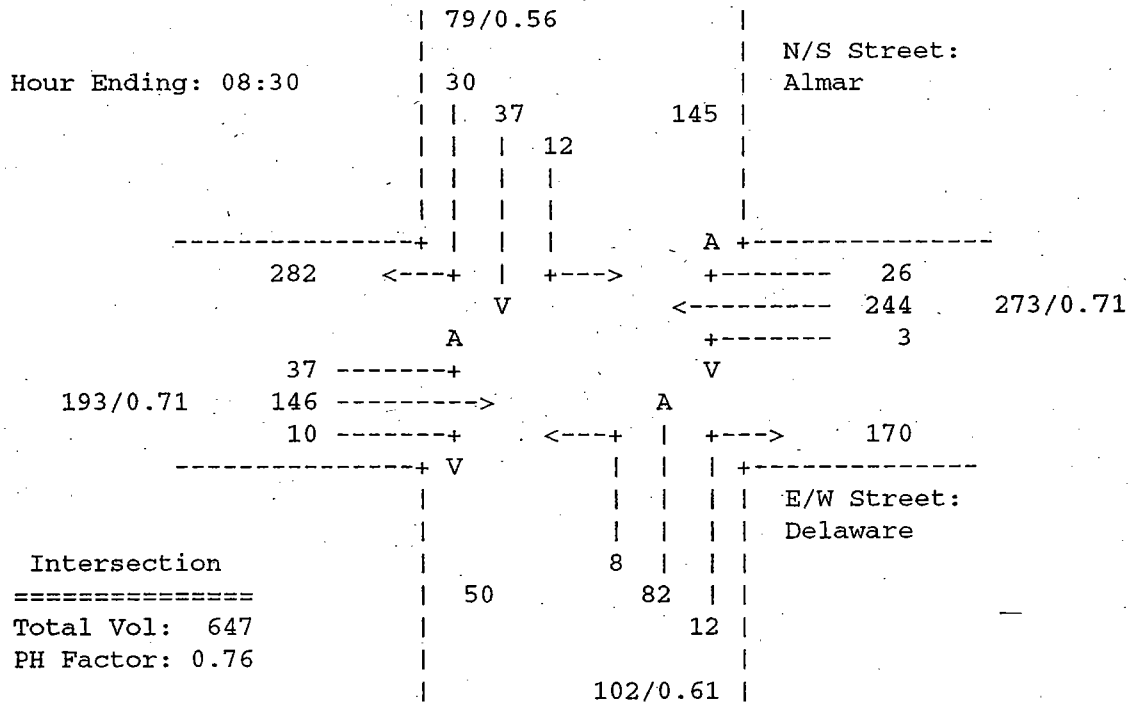 79/0.56
N/S Street:
Hour Ending: 08:30 30 Almar
37 145
12
A
282 <---+ +---> +------- 26
V <--------- 244 273/0.71
A +------- 3
37 -------+ V
193/0.71 146 ---------> A
10 -------+ <---+ +---> 170
V
E/W Street:
Delaware
Intersection 8
=============== 50 82
Total Vol: 647 12
PH Factor: 0.76
102/0.61